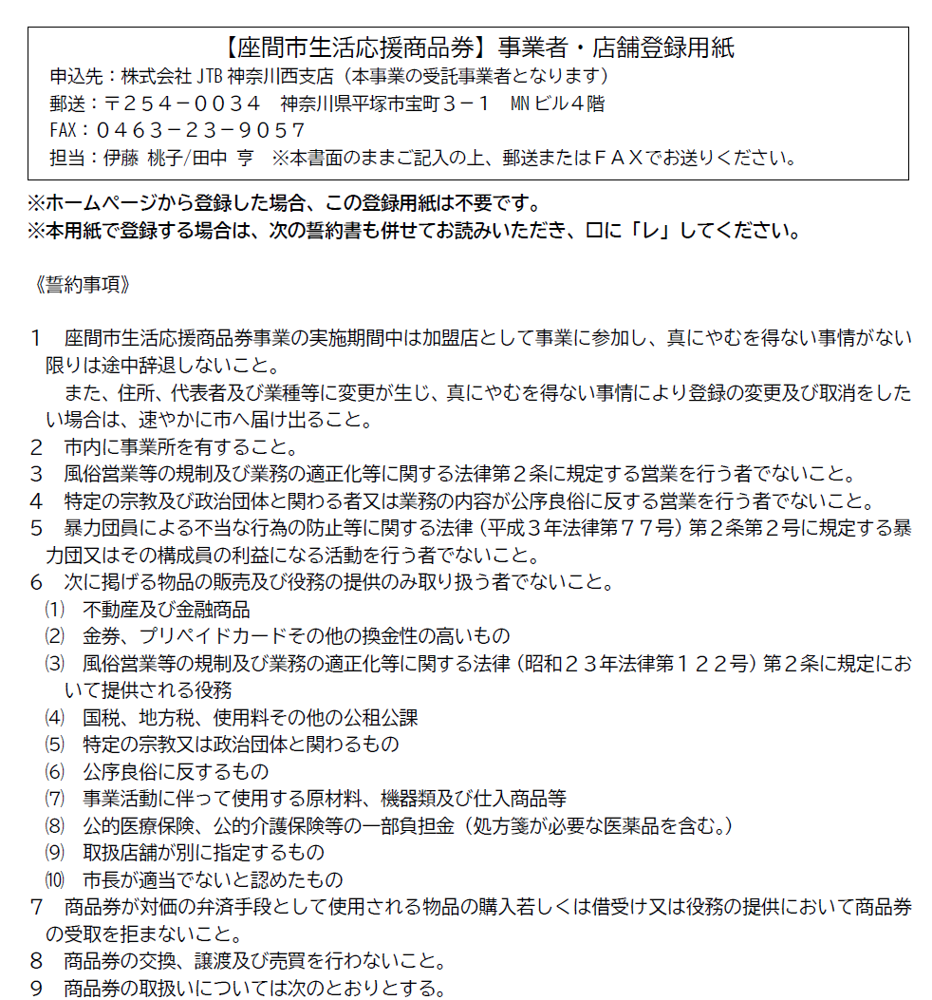 【座間市生活応援商品券】事業者・店舗登録用紙
申込先：株式会社 JTB 神奈川西支店（本事業の受託事業者となります）
郵送：〒２５４－００３４　神奈川県平塚市宝町３－１　MN ビル４階
FAX：０４６３－２３－９０５７
担当：伊藤 桃子/田中 亨　※本書面のままご記入の上、郵送またはＦＡＸでお送りください。
※ホームページから登録した場合、この登録用紙は不要です。
※本用紙で登録する場合は、次の誓約書も併せてお読みいただき、口に「レ」してください。
《誓約事項》
１　座間市生活応援商品券事業の実施期間中は加盟店として事業に参加し、真にやむを得ない事情がない
限りは途中辞退しないこと。
また、住所、代表者及び業種等に変更が生じ、真にやむを得ない事情により登録の変更及び取消をした
い場合は、速やかに市へ届け出ること。
２　市内に事業所を有すること。
３　風俗営業等の規制及び業務の適正化等に関する法律第２条に規定する営業を行う者でないこと。
４　特定の宗教及び政治団体と関わる者又は業務の内容が公序良俗に反する営業を行う者でないこと。
５　暴力団員による不当な行為の防止等に関する法律（平成３年法律第７７号）第２条第２号に規定する暴
力団又はその構成員の利益になる活動を行う者でないこと。
６　次に掲げる物品の販売及び役務の提供のみ取り扱う者でないこと。
⑴　不動産及び金融商品
⑵　金券、プリペイドカードその他の換金性の高いもの
⑶　風俗営業等の規制及び業務の適正化等に関する法律（昭和２３年法律第１２２号）第２条に規定にお
いて提供される役務
⑷　国税、地方税、使用料その他の公租公課
⑸　特定の宗教又は政治団体と関わるもの
⑹　公序良俗に反するもの
⑺　事業活動に伴って使用する原材料、機器類及び仕入商品等
⑻　公的医療保険、公的介護保険等の一部負担金（処方箋が必要な医薬品を含む。）
⑼　取扱店舗が別に指定するもの
⑽　市長が適当でないと認めたもの
７　商品券が対価の弁済手段として使用される物品の購入若しくは借受け又は役務の提供において商品券
の受取を拒まないこと。
８　商品券の交換、譲渡及び売買を行わないこと。
９　商品券の取扱いについては次のとおりとする。